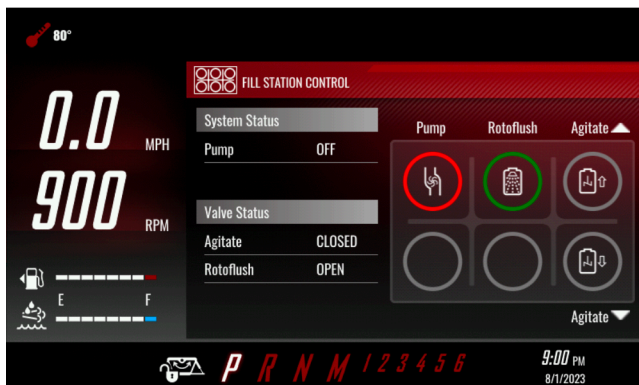 80°
FILL STATION CONTROL
0.0 MPH
System Status
Pump Rotoflush Agitate
Pump OFF
900 RPM
Valve Status
Agitate CLOSED
Rotoflush OPEN
E F
Agitate
P R N M 1 2 3 4 5 6
9:00 PM
8/1/2023